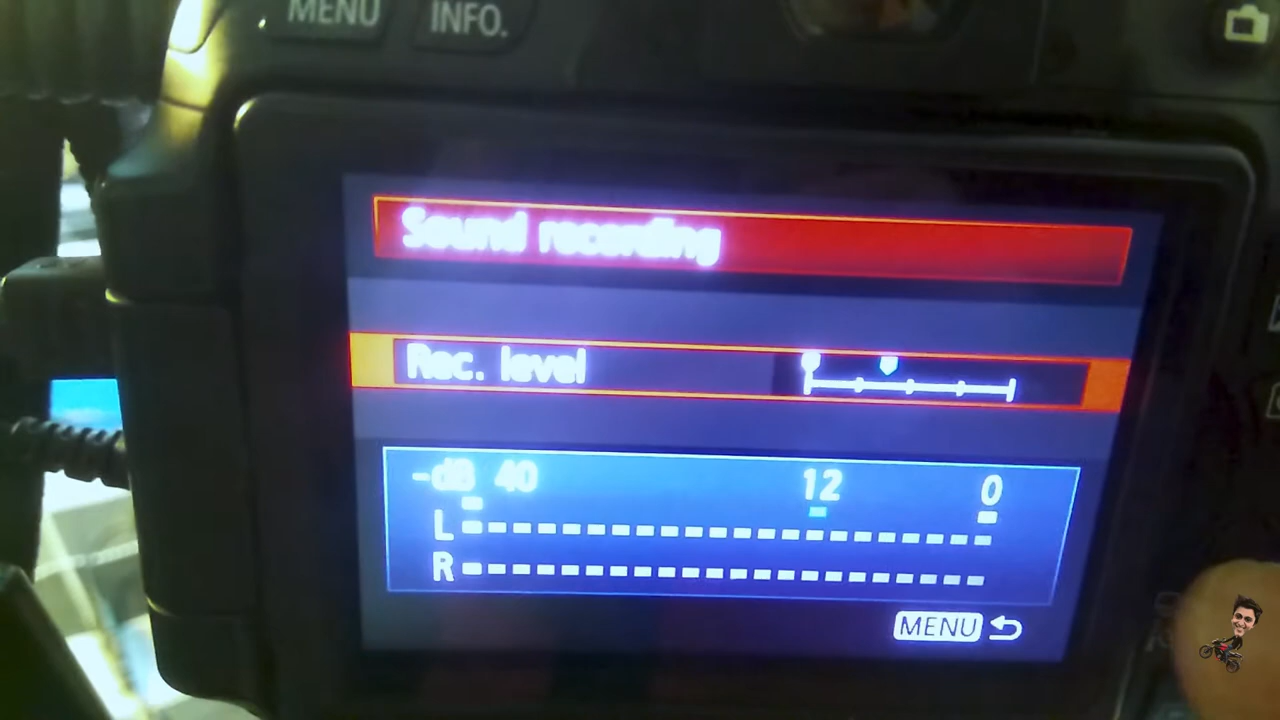 MENU INFO.
Sound recording
Rec. level
-dB 40 12 0
L
R
MENU